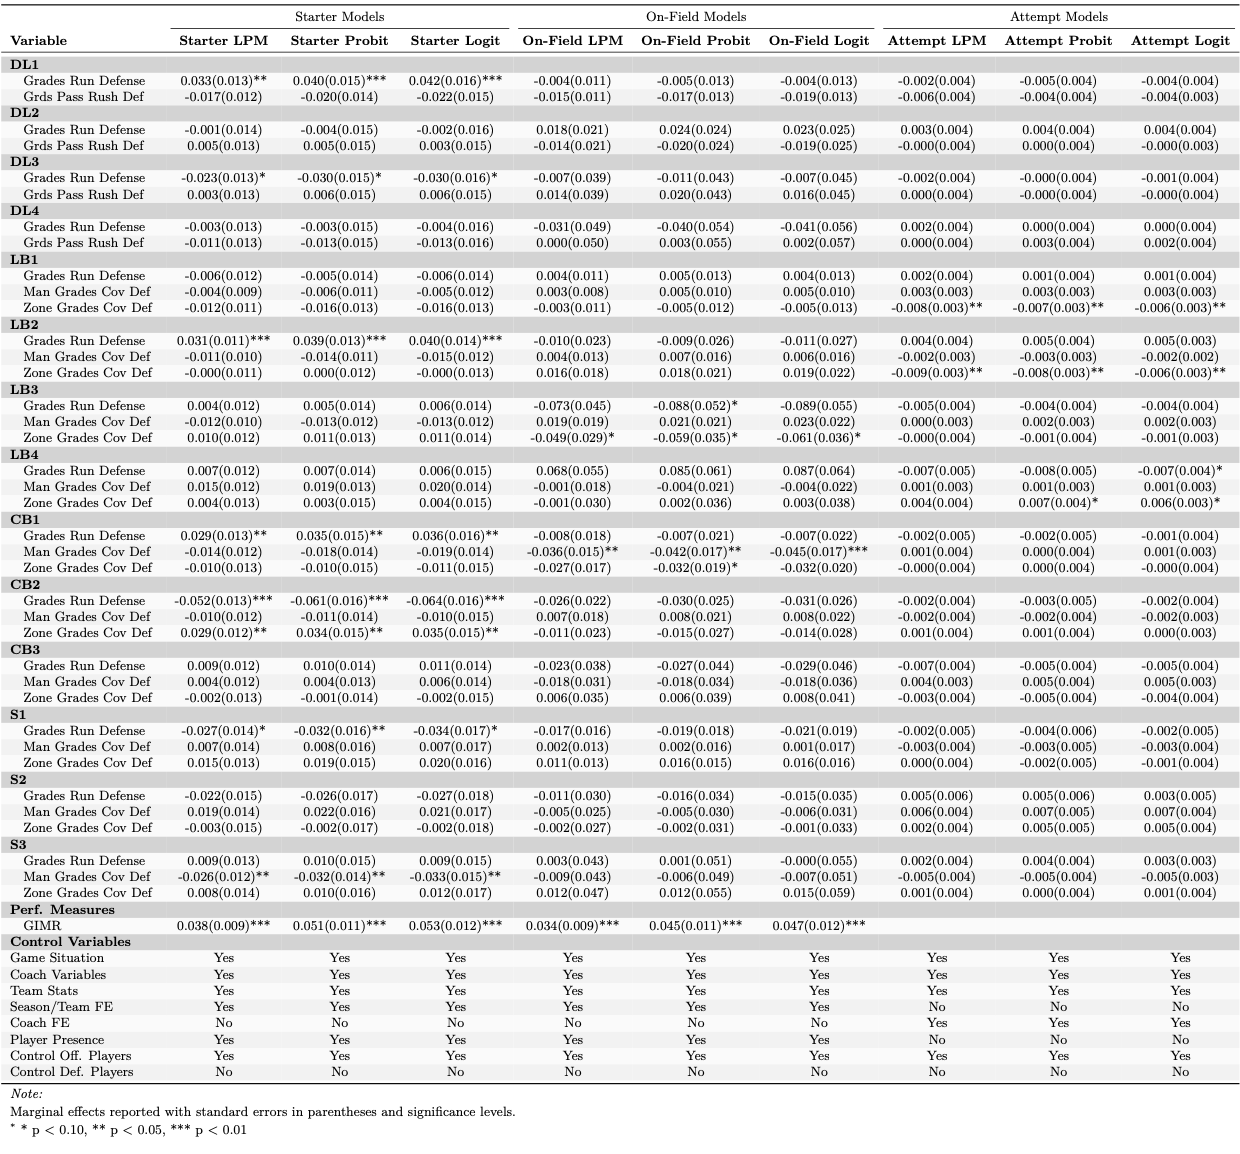 Starter Models On-Field Models Attempt Models
Variable Starter LPM Starter Probit Starter Logit On-Field LPM On-Field Probit On-Field Logit Attempt LPM Attempt Probit Attempt Logit
DL1
Grades Run Defense 0.033(0.013)** 0.040(0.015)*** 0.042(0.016)*** -0.004(0.011) -0.005(0.013) -0.004(0.013) -0.002(0.004) -0.005(0.004) -0.004(0.004)
Grds Pass Rush Def -0.017(0.012) -0.020(0.014) -0.022(0.015) -0.015(0.011) -0.017(0.013) -0.019(0.013) -0.006(0.004) -0.004(0.004) -0.004(0.003)
DL2
Grades Run Defense -0.001(0.014) -0.004(0.015) -0.002(0.016) 0.018(0.021) 0.024(0.024) 0.023(0.025) 0.003(0.004) 0.004(0.004) 0.004(0.004)
Grds Pass Rush Def 0.005(0.013) 0.005(0.015) 0.003(0.015) -0.014(0.021) -0.020(0.024) -0.019(0.025) -0.000(0.004) 0.000(0.004) -0.000(0.003)
DL3
Grades Run Defense -0.023(0.013)* -0.030(0.015)* -0.030(0.016)* -0.007(0.039) -0.011(0.043) -0.007(0.045) -0.002(0.004) -0.000(0.004) -0.001(0.004)
Grds Pass Rush Def 0.003(0.013) 0.006(0.015) 0.006(0.015) 0.014(0.039) 0.020(0.043) 0.016(0.045) 0.000(0.004) -0.000(0.004) -0.000(0.004)
DL4
Grades Run Defense -0.003(0.013) -0.003(0.015) -0.004(0.016) -0.031(0.049) -0.040(0.054) -0.041(0.056) 0.002(0.004) 0.000(0.004) 0.000(0.004)
Grds Pass Rush Def -0.011(0.013) -0.013(0.015) -0.013(0.016) 0.000(0.050) 0.003(0.055) 0.002(0.057) 0.000(0.004) 0.003(0.004) 0.002(0.004)
LB1
Grades Run Defense -0.006(0.012) -0.005(0.014) -0.006(0.014) 0.004(0.011) 0.005(0.013) 0.004(0.013) 0.002(0.004) 0.001(0.004) 0.001(0.004)
Man Grades Cov Def -0.004(0.009) -0.006(0.011) -0.005(0.012) 0.003(0.008) 0.005(0.010) 0.005(0.010) 0.003(0.003) 0.003(0.003) 0.003(0.003)
Zone Grades Cov Def -0.012(0.011) -0.016(0.013) -0.016(0.013) -0.003(0.011) -0.005(0.012) -0.005(0.013) -0.008(0.003)** -0.007(0.003)** -0.006(0.003)**
LB2
Grades Run Defense 0.031(0.011)*** 0.039(0.013)*** 0.040(0.014)*** -0.010(0.023) -0.009(0.026) -0.011(0.027) 0.004(0.004) 0.005(0.004) 0.005(0.003)
Man Grades Cov Def -0.011(0.010) -0.014(0.011) -0.015(0.012) 0.004(0.013) 0.007(0.016) 0.006(0.016) -0.002(0.003) -0.003(0.003) -0.002(0.002)
Zone Grades Cov Def -0.000(0.011) 0.000(0.012) -0.000(0.013) 0.016(0.018) 0.018(0.021) 0.019(0.022) -0.009(0.003)** -0.008(0.003)** -0.006(0.003)**
LB3
Grades Run Defense 0.004(0.012) 0.005(0.014) 0.006(0.014) -0.073(0.045) -0.088(0.052)* -0.089(0.055) -0.005(0.004) -0.004(0.004) -0.004(0.004)
Man Grades Cov Def -0.012(0.010) -0.013(0.012) -0.013(0.012) 0.019(0.019) 0.021(0.021) 0.023(0.022) 0.000(0.003) 0.002(0.003) 0.002(0.003)
Zone Grades Cov Def 0.010(0.012) 0.011(0.013) 0.011(0.014) -0.049(0.029)* -0.059(0.035)* -0.061(0.036)* -0.000(0.004) -0.001(0.004) -0.001(0.003)
LB4
Grades Run Defense 0.007(0.012) 0.007(0.014) 0.006(0.015) 0.068(0.055) 0.085(0.061) 0.087(0.064) -0.007(0.005) -0.008(0.005) -0.007(0.004)*
Man Grades Cov Def 0.015(0.012) 0.019(0.013) 0.020(0.014) -0.001(0.018) -0.004(0.021) -0.004(0.022) 0.001(0.003) 0.001(0.003) 0.001(0.003)
Zone Grades Cov Def 0.004(0.013) 0.003(0.015) 0.004(0.015) -0.001(0.030) 0.002(0.036) 0.003(0.038) 0.004(0.004) 0.007(0.004)* 0.006(0.003)*
CB1
Grades Run Defense 0.029(0.013)** 0.035(0.015)** 0.036(0.016)** -0.008(0.018) -0.007(0.021) -0.007(0.022) -0.002(0.005) -0.002(0.005) -0.001(0.004)
Man Grades Cov Def -0.014(0.012) -0.018(0.014) -0.019(0.014) -0.036(0.015)** -0.042(0.017)** -0.045(0.017)*** 0.001(0.004) 0.000(0.004) 0.001(0.003)
Zone Grades Cov Def -0.010(0.013) -0.010(0.015) -0.011(0.015) -0.027(0.017) -0.032(0.019)* -0.032(0.020) -0.000(0.004) 0.000(0.004) -0.000(0.004)
CB2
Grades Run Defense -0.052(0.013)*** -0.061(0.016)*** -0.064(0.016)*** -0.026(0.022) -0.030(0.025) -0.031(0.026) -0.002(0.004) -0.003(0.005) -0.002(0.004)
Man Grades Cov Def -0.010(0.012) -0.011(0.014) -0.010(0.015) 0.007(0.018) 0.008(0.021) 0.008(0.022) -0.002(0.004) -0.002(0.004) -0.002(0.003)
Zone Grades Cov Def 0.029(0.012)** 0.034(0.015)** 0.035(0.015)** -0.011(0.023) -0.015(0.027) -0.014(0.028) 0.001(0.004) 0.001(0.004) 0.000(0.003)
CB3
Grades Run Defense 0.009(0.012) 0.010(0.014) 0.011(0.014) -0.023(0.038) -0.027(0.044) -0.029(0.046) -0.007(0.004) -0.005(0.004) -0.005(0.004)
Man Grades Cov Def 0.004(0.012) 0.004(0.013) 0.006(0.014) -0.018(0.031) -0.018(0.034) -0.018(0.036) 0.004(0.003) 0.005(0.004) 0.005(0.003)
Zone Grades Cov Def -0.002(0.013) -0.001(0.014) -0.002(0.015) 0.006(0.035) 0.006(0.039) 0.008(0.041) -0.003(0.004) -0.005(0.004) -0.004(0.004)
S1
Grades Run Defense -0.027(0.014)* -0.032(0.016)** -0.034(0.017)* -0.017(0.016) -0.019(0.018) -0.021(0.019) -0.002(0.005) -0.004(0.006) -0.002(0.005)
Man Grades Cov Def 0.007(0.014) 0.008(0.016) 0.007(0.017) 0.002(0.013) 0.002(0.016) 0.001(0.017) -0.003(0.004) -0.003(0.005) -0.003(0.004)
Zone Grades Cov Def 0.015(0.013) 0.019(0.015) 0.020(0.016) 0.011(0.013) 0.016(0.015) 0.016(0.016) 0.000(0.004) -0.002(0.005) -0.001(0.004)
S2
Grades Run Defense -0.022(0.015) -0.026(0.017) -0.027(0.018) -0.011(0.030) -0.016(0.034) -0.015(0.035) 0.005(0.006) 0.005(0.006) 0.003(0.005)
Man Grades Cov Def 0.019(0.014) 0.022(0.016) 0.021(0.017) -0.005(0.025) -0.005(0.030) -0.006(0.031) 0.006(0.004) 0.007(0.005) 0.007(0.004)
Zone Grades Cov Def -0.003(0.015) -0.002(0.017) -0.002(0.018) -0.002(0.027) -0.002(0.031) -0.001(0.033) 0.002(0.004) 0.005(0.005) 0.005(0.004)
S3
Grades Run Defense 0.009(0.013) 0.010(0.015) 0.009(0.015) 0.003(0.043) 0.001(0.051) -0.000(0.055) 0.002(0.004) 0.004(0.004) 0.003(0.003)
Man Grades Cov Def -0.026(0.012)** -0.032(0.014)** -0.033(0.015)** -0.009(0.043) -0.006(0.049) -0.007(0.051) -0.005(0.004) -0.005(0.004) -0.005(0.003)
Zone Grades Cov Def 0.008(0.014) 0.010(0.016) 0.012(0.017) 0.012(0.047) 0.012(0.055) 0.015(0.059) 0.001(0.004) 0.000(0.004) 0.001(0.004)
Perf. Measures
GIMR 0.038(0.009)*** 0.051(0.011)*** 0.053(0.012)*** 0.034(0.009)*** 0.045(0.011)*** 0.047(0.012)***
Control Variables
Game Situation Yes Yes Yes Yes Yes Yes Yes Yes Yes
Coach Variables Yes Yes Yes Yes Yes Yes Yes Yes Yes
Team Stats Yes Yes Yes Yes Yes Yes Yes Yes Yes
Season/Team FE Yes Yes Yes Yes Yes Yes No No No
Coach FE No No No No No No Yes Yes Yes
Player Presence Yes Yes Yes Yes Yes Yes No No No
Control Off. Players Yes Yes Yes Yes Yes Yes Yes Yes Yes
Control Def. Players No No No No No No No No No
Note:
Marginal effects reported with standard errors in parentheses and significance levels.
* * p < 0.10, ** p < 0.05, *** p < 0.01